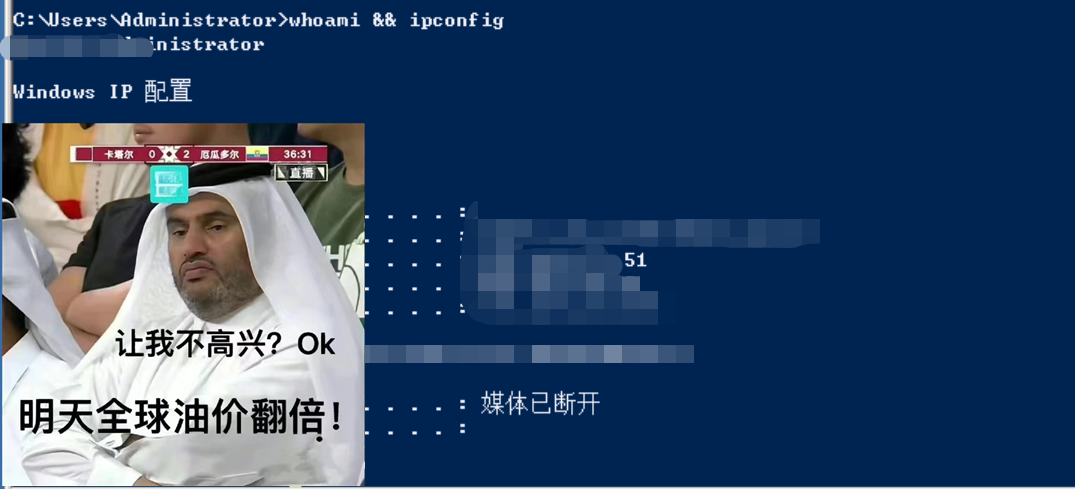 C:\Users\Administrator>whoami && ipconfig
inistrator
Windows IP 配置
卡塔尔 0 2 厄瓜多尔 36:31
直播
. . . . :
. . . . :
. . . . 51
. . . .
. . . . :
让我不高兴? Ok
. . . . : 媒体已断开
明天全球油价翻倍!
. . . . :